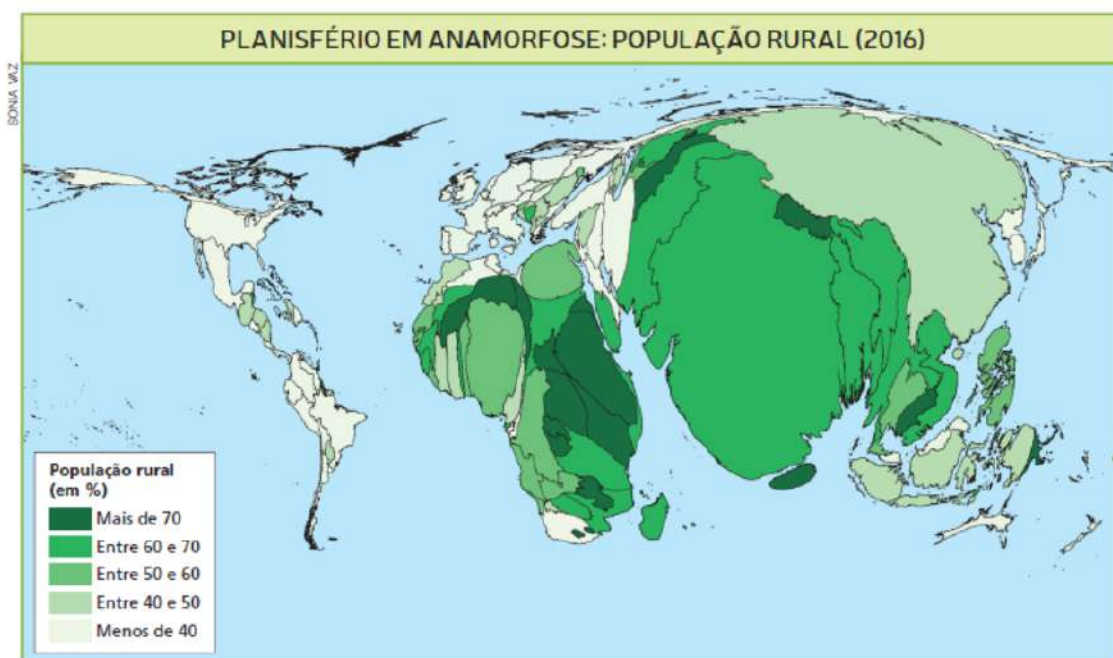 PLANISFÉRIO EM ANAMORFOSE: POPULAÇÃO RURAL (2016)
SONIA VAZ
População rural
(em %)
Mais de 70
Entre 60 e 70
Entre 50 e 60
Entre 40 e 50
Menos de 40